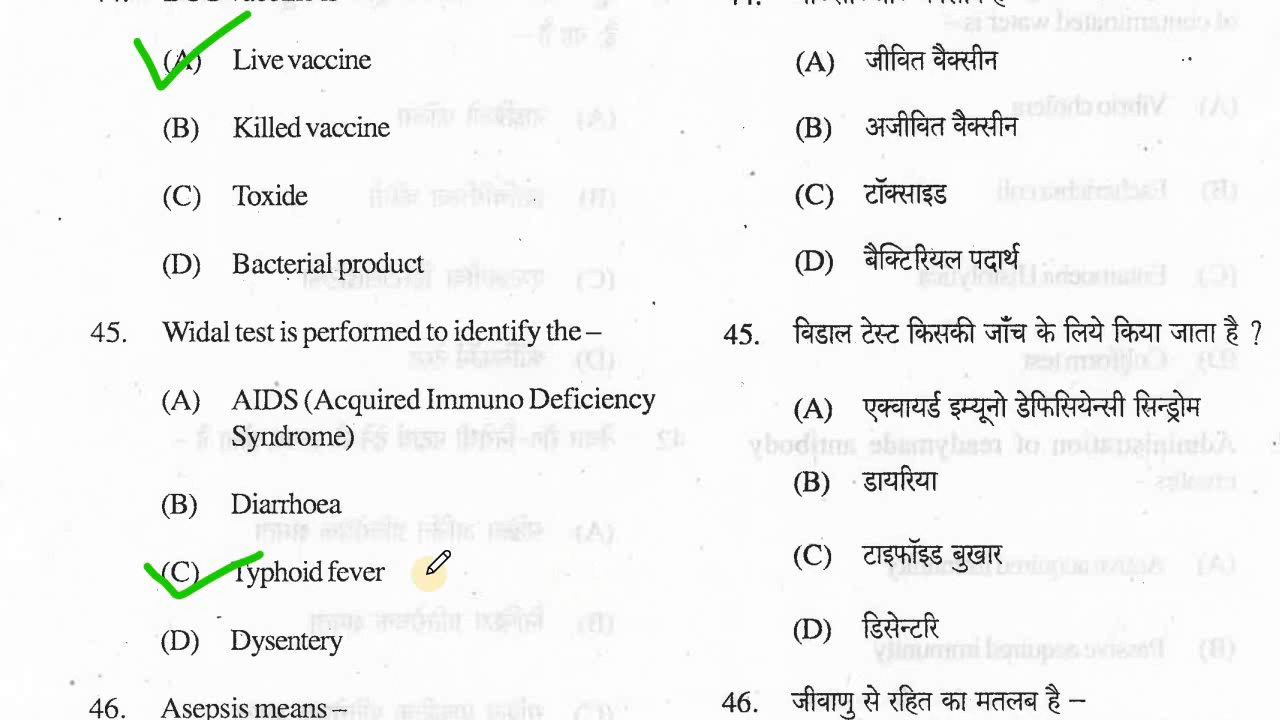 (A) Live vaccine
(B) Killed vaccine
(C) Toxide
(D) Bacterial product
45. Widal test is performed to identify the –
(A) AIDS (Acquired Immuno Deficiency
Syndrome)
(B) Diarrhoea
(C) Typhoid fever
(D) Dysentery
46. Asepsis means –
(A) जीवित वैक्सीन
(B) अजीवित वैक्सीन
(C) टॉक्साइड
(D) बैक्टिरियल पदार्थ
45. विडाल टेस्ट किसकी जाँच के लिये किया जाता है ?
(A) एक्वायर्ड इम्यूनो डेफिसियेन्सी सिन्ड्रोम
(B) डायरिया
(C) टाइफॉइड बुखार
(D) डिसेन्टरि
46. जीवाणु से रहित का मतलब है –